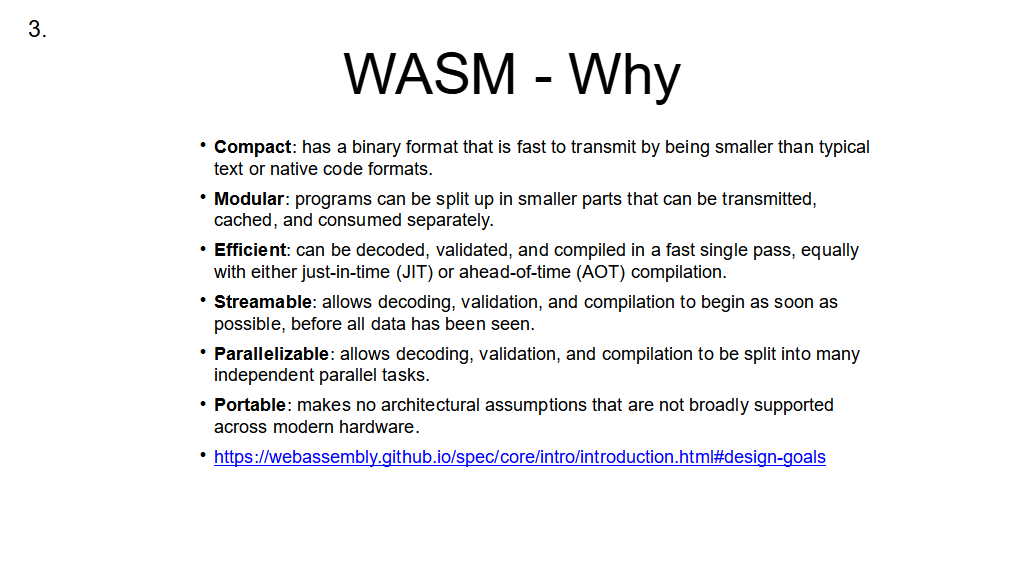 3.
WASM - Why
• Compact: has a binary format that is fast to transmit by being smaller than typical
text or native code formats.
• Modular: programs can be split up in smaller parts that can be transmitted,
cached, and consumed separately.
• Efficient: can be decoded, validated, and compiled in a fast single pass, equally
with either just-in-time (JIT) or ahead-of-time (AOT) compilation.
• Streamable: allows decoding, validation, and compilation to begin as soon as
possible, before all data has been seen.
• Parallelizable: allows decoding, validation, and compilation to be split into many
independent parallel tasks.
• Portable: makes no architectural assumptions that are not broadly supported
across modern hardware.
• https://webassembly.github.io/spec/core/intro/introduction.html#design-goals